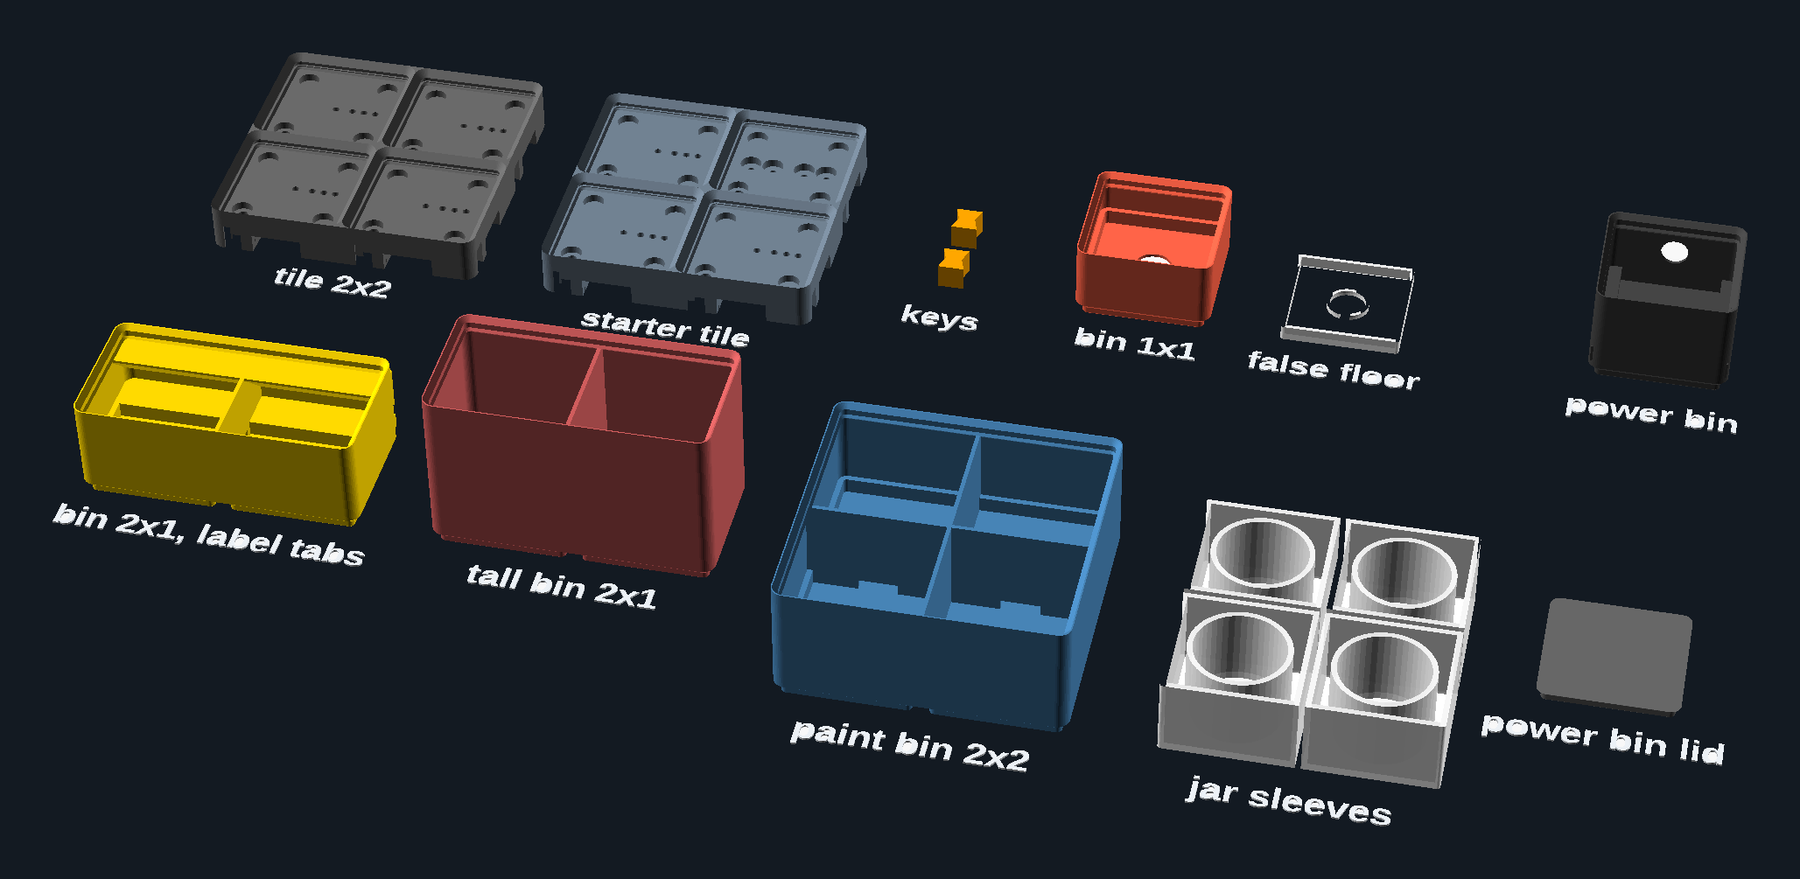 tile 2x2
starter tile
keys
bin 1x1
false floor
power bin
bin 2x1, label tabs
tall bin 2x1
paint bin 2x2
jar sleeves
power bin lid